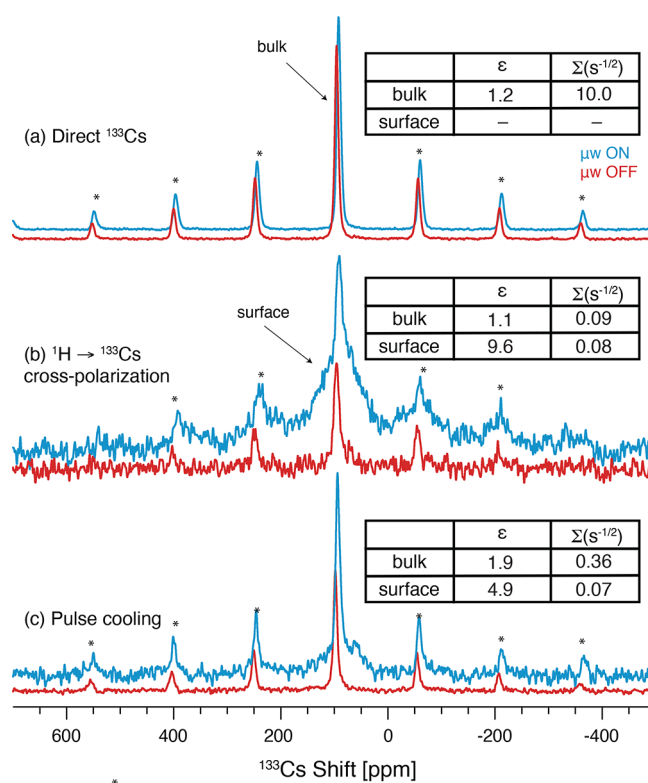 bulk
ε Σ(s-1/2)
bulk 1.2 10.0
surface – –
(a) Direct 133Cs
μw ON
μw OFF
* * * * * *
surface
ε Σ(s-1/2)
bulk 1.1 0.09
surface 9.6 0.08
(b) 1H → 133Cs
cross-polarization
* * * *
ε Σ(s-1/2)
bulk 1.9 0.36
surface 4.9 0.07
(c) Pulse cooling
* * * * * *
600 400 200 0 -200 -400
133Cs Shift [ppm]
*